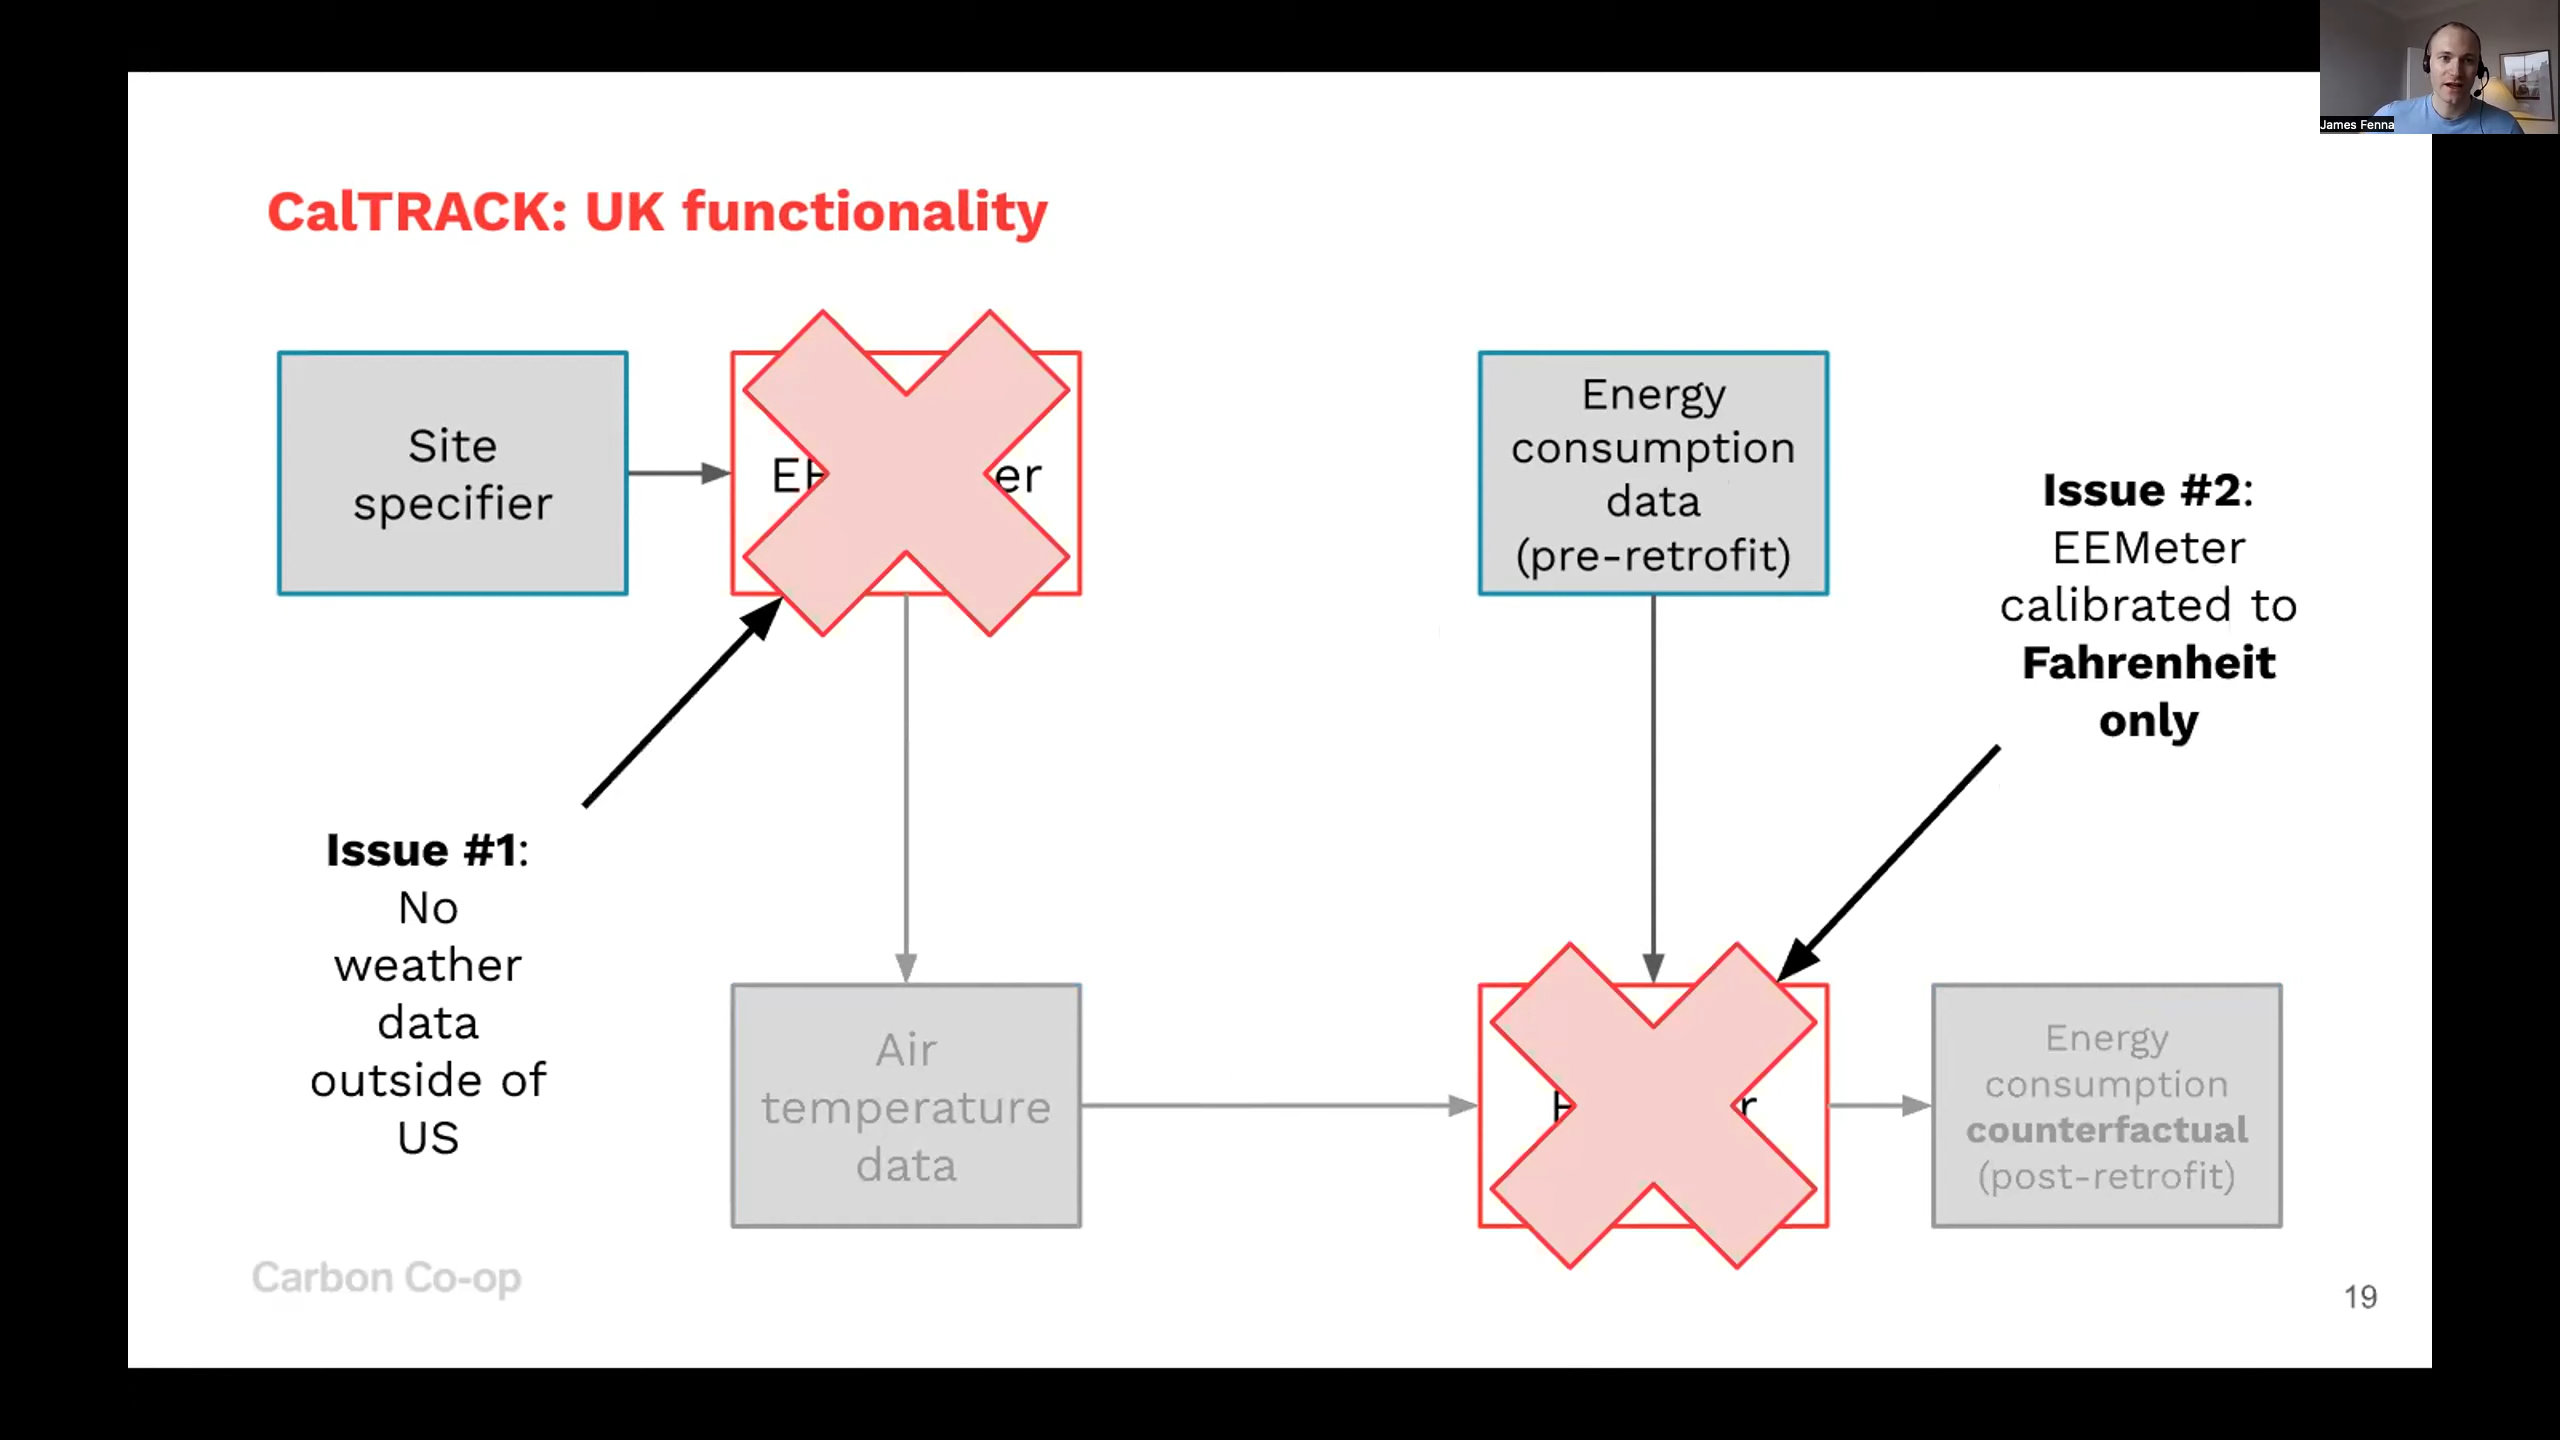 James Fenna
CalTRACK: UK functionality
Site
specifier
er
Energy
consumption
data
(pre-retrofit)
Issue #2:
EEMeter
calibrated to
Fahrenheit
only
Issue #1:
No
weather
data
outside of
US
Air
temperature
data
r
Energy
consumption
counterfactual
(post-retrofit)
Carbon Co-op
19